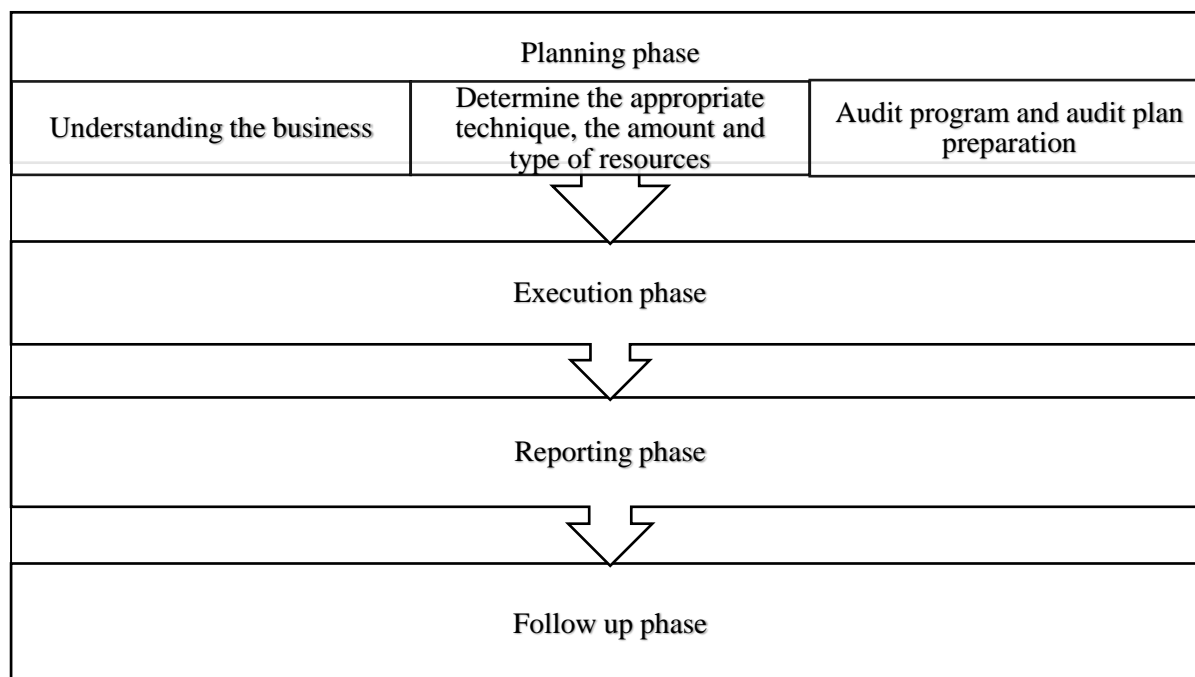 Planning phase
Understanding the business
Determine the appropriate
technique, the amount and
type of resources
Audit program and audit plan
preparation
Execution phase
Reporting phase
Follow up phase